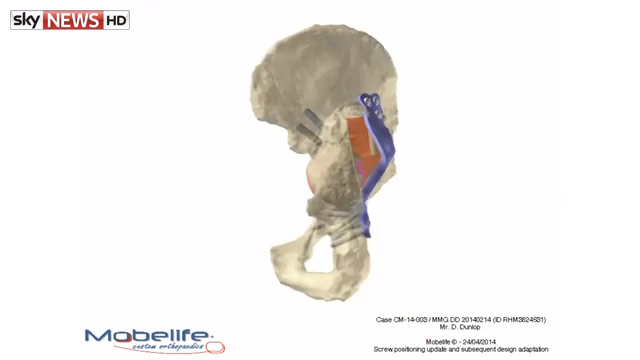 sky NEWS HD
Case CM-14-003 / MMG DD 20140214 (ID RHM3624631)
Mr. D. Dunlop
Mobelife
custom orthopaedics
Mobelife © - 24/04/2014
Screw positioning update and subsequent design adaptation